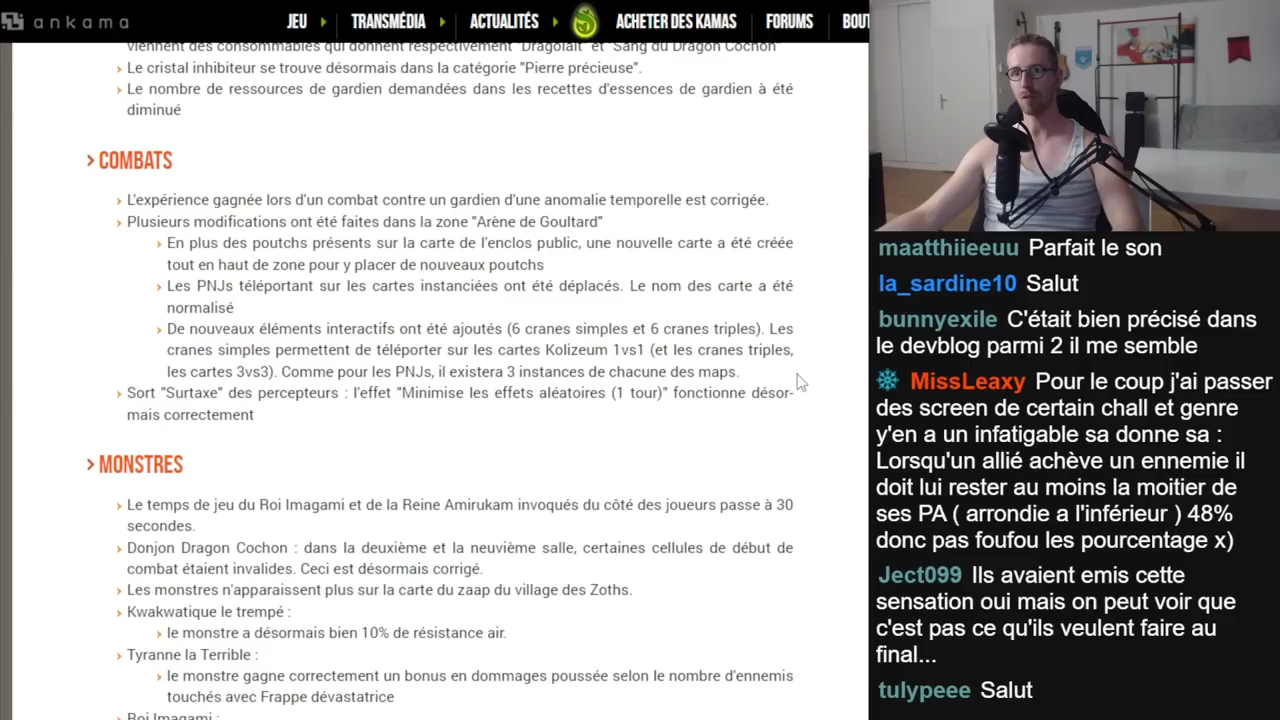 ankama
JEU
TRANSMÉDIA
ACTUALITÉS
ACHETER DES KAMAS
FORUMS
BOUT
viennent des consommables qui donnent respectivement "Dragolait" et "Sang du Dragon Cochon"
Le cristal inhibiteur se trouve désormais dans la catégorie "Pierre précieuse".
Le nombre de ressources de gardien demandées dans les recettes d'essences de gardien à été
diminué
COMBATS
L'expérience gagnée lors d'un combat contre un gardien d'une anomalie temporelle est corrigée.
Plusieurs modifications ont été faites dans la zone "Arène de Goultard"
En plus des poutchs présents sur la carte de l'enclos public, une nouvelle carte a été créée
tout en haut de zone pour y placer de nouveaux poutchs
Les PNJs téléportant sur les cartes instanciées ont été déplacés. Le nom des carte a été
normalisé
De nouveaux éléments interactifs ont été ajoutés (6 cranes simples et 6 cranes triples). Les
cranes simples permettent de téléporter sur les cartes Kolizeum 1vs1 (et les cranes triples,
les cartes 3vs3). Comme pour les PNJs, il existera 3 instances de chacune des maps.
Sort "Surtaxe" des percepteurs : l'effet "Minimise les effets aléatoires (1 tour)" fonctionne désor-
mais correctement
MONSTRES
Le temps de jeu du Roi Imagami et de la Reine Amirukam invoqués du côté des joueurs passe à 30
secondes.
Donjon Dragon Cochon : dans la deuxième et la neuvième salle, certaines cellules de début de
combat étaient invalides. Ceci est désormais corrigé.
Les monstres n'apparaissent plus sur la carte du zaap du village des Zoths.
Kwakwatique le trempé :
le monstre a désormais bien 10% de résistance air.
Tyranne la Terrible :
le monstre gagne correctement un bonus en dommages poussée selon le nombre d'ennemis
touchés avec Frappe dévastatrice
Roi Imagami :
maatthiieeuu Parfait le son
la_sardine10 Salut
bunnyexile C'était bien précisé dans
le devblog parmi 2 il me semble
MissLeaxy Pour le coup j'ai passer
des screen de certain chall et genre
y'en a un infatigable sa donne sa :
Lorsqu'un allié achève un ennemie il
doit lui rester au moins la moitier de
ses PA ( arrondie a l'inférieur ) 48%
donc pas foufou les pourcentage x)
Ject099 Ils avaient emis cette
sensation oui mais on peut voir que
c'est pas ce qu'ils veulent faire au
final...
tulypeee Salut